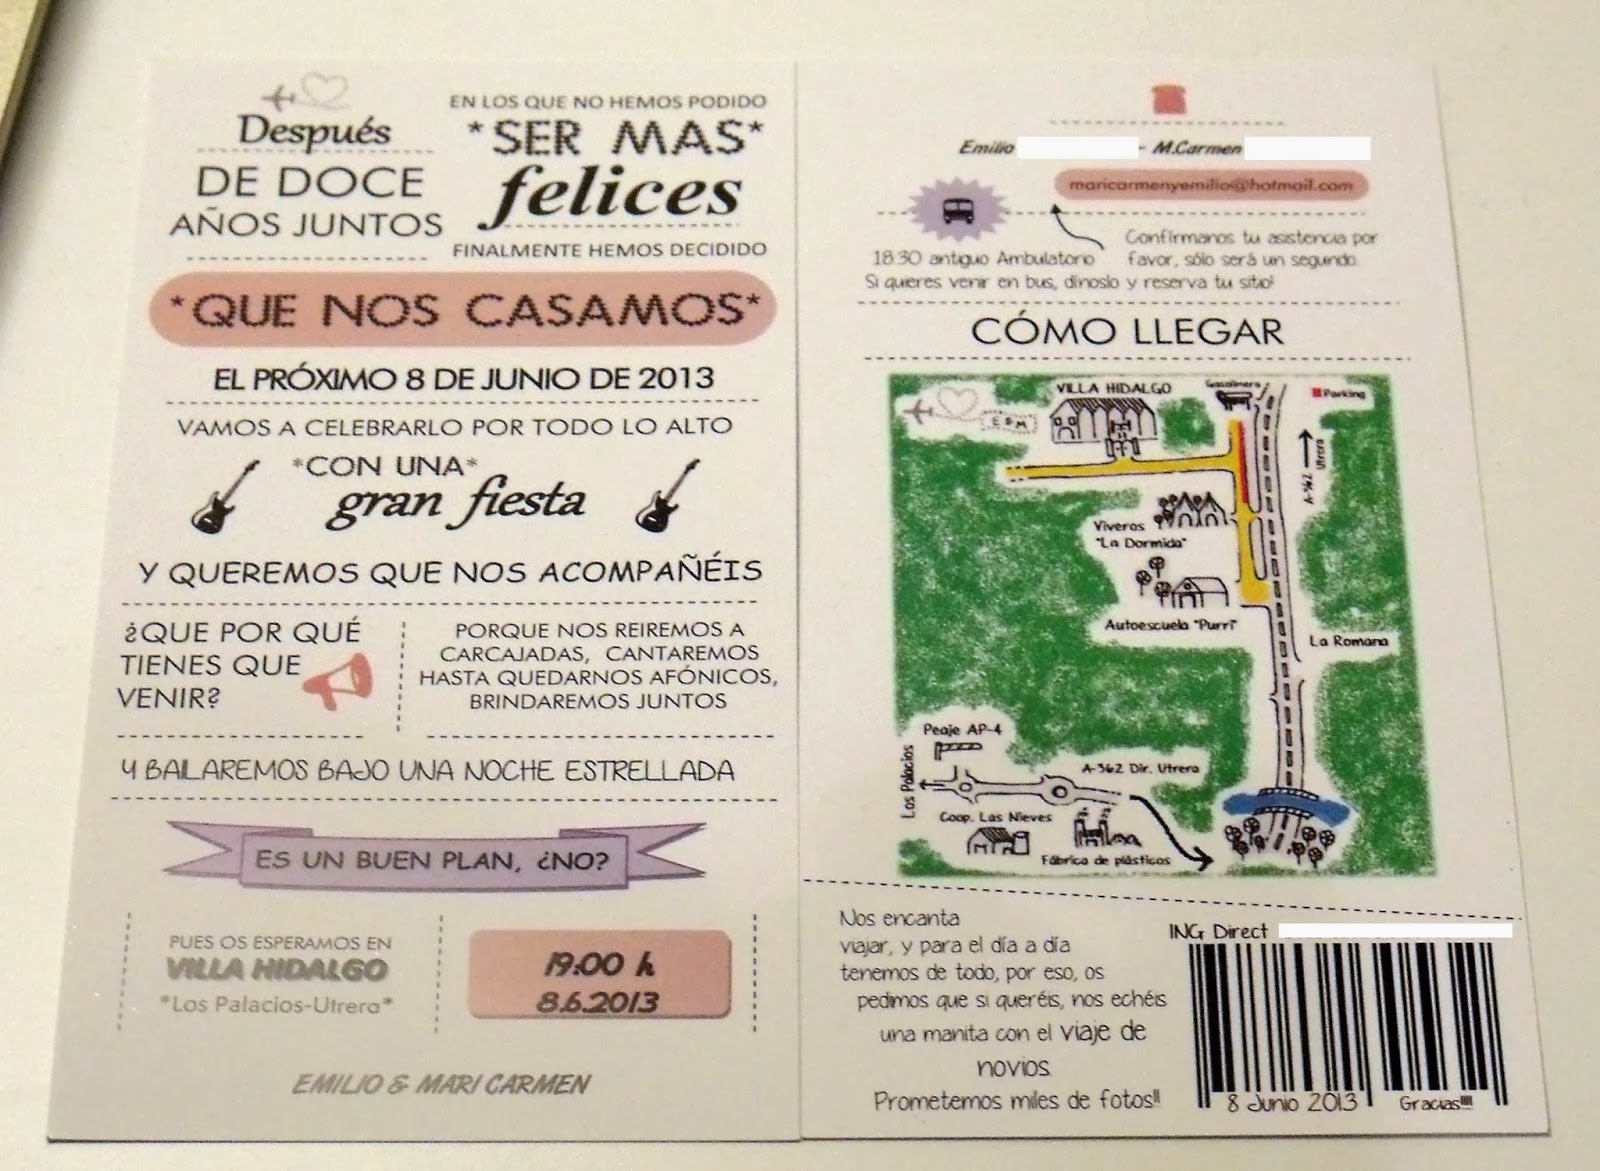 Después
DE DOCE
AÑOS JUNTOS
EN LOS QUE NO HEMOS PODIDO
*SER MAS*
felices
FINALMENTE HEMOS DECIDIDO
*QUE NOS CASAMOS*
EL PRÓXIMO 8 DE JUNIO DE 2013
VAMOS A CELEBRARLO POR TODO LO ALTO
*CON UNA*
gran fiesta
Y QUEREMOS QUE NOS ACOMPAÑÉIS
¿QUE POR QUÉ
TIENES QUE
VENIR?
PORQUE NOS REIREMOS A
CARCAJADAS, CANTAREMOS
HASTA QUEDARNOS AFÓNICOS,
BRINDAREMOS JUNTOS
Y BAILAREMOS BAJO UNA NOCHE ESTRELLADA
ES UN BUEN PLAN, ¿NO?
PUES OS ESPERAMOS EN
VILLA HIDALGO
*Los Palacios-Utrera*
19:00 h
8.6.2013
EMILIO & MARI CARMEN
Emilio - M.Carmen
maricarmenyemilio@hotmail.com
18:30 antiguo Ambulatorio
Confírmanos tu asistencia por
favor, sólo será un segundo.
Si quieres venir en bus, dínoslo y reserva tu sitio!
CÓMO LLEGAR
E&M
VILLA HIDALGO
Gasolinera
Parking
A-362
Utrera
Viveros
"La Dormida"
Autoescuela "Purri"
La Romana
Peaje AP-4
Los Palacios
A-362 Dir. Utrera
Coop. Las Nieves
Fábrica de plásticos
Nos encanta
viajar, y para el día a día
tenemos de todo, por eso, os
pedimos que si queréis, nos echéis
una manita con el viaje de
novios.
Prometemos miles de fotos!!
ING Direct
8 Junio 2013
Gracias!!!!